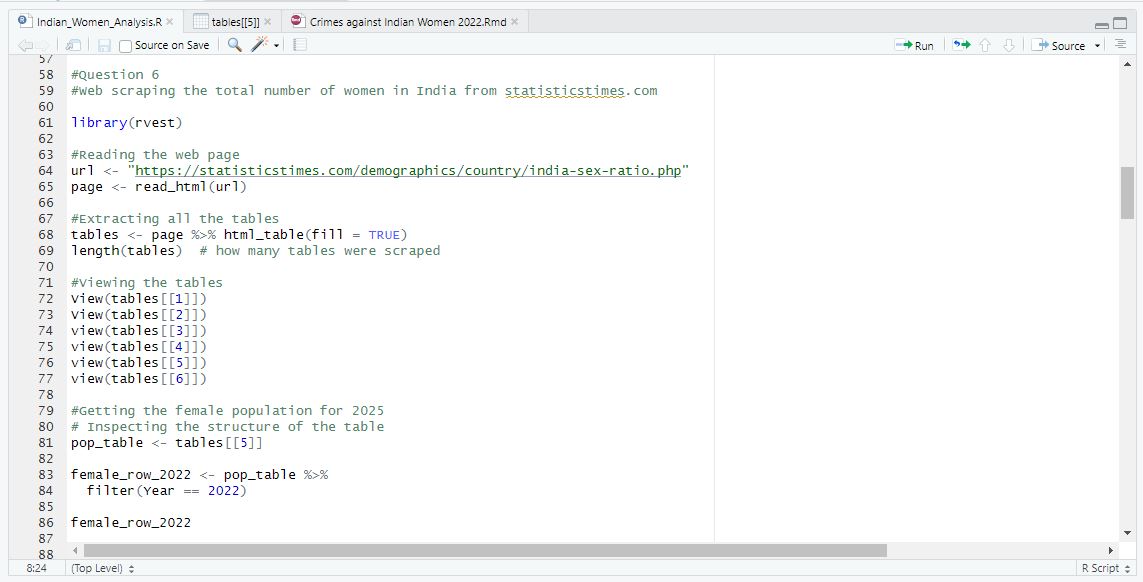 Indian_Women_Analysis.R × tables[[5]] × Crimes against Indian Women 2022.Rmd ×
Source on Save Run Source
57
58 #Question 6
59 #Web scraping the total number of women in India from statisticstimes.com
60
61 library(rvest)
62
63 #Reading the web page
64 url <- "https://statisticstimes.com/demographics/country/india-sex-ratio.php"
65 page <- read_html(url)
66
67 #Extracting all the tables
68 tables <- page %>% html_table(fill = TRUE)
69 length(tables)  # how many tables were scraped
70
71 #Viewing the tables
72 View(tables[[1]])
73 View(tables[[2]])
74 View(tables[[3]])
75 View(tables[[4]])
76 View(tables[[5]])
77 View(tables[[6]])
78
79 #Getting the female population for 2025
80 # Inspecting the structure of the table
81 pop_table <- tables[[5]]
82
83 female_row_2022 <- pop_table %>%
84   filter(Year == 2022)
85
86 female_row_2022
87
88
8:24 (Top Level) R Script